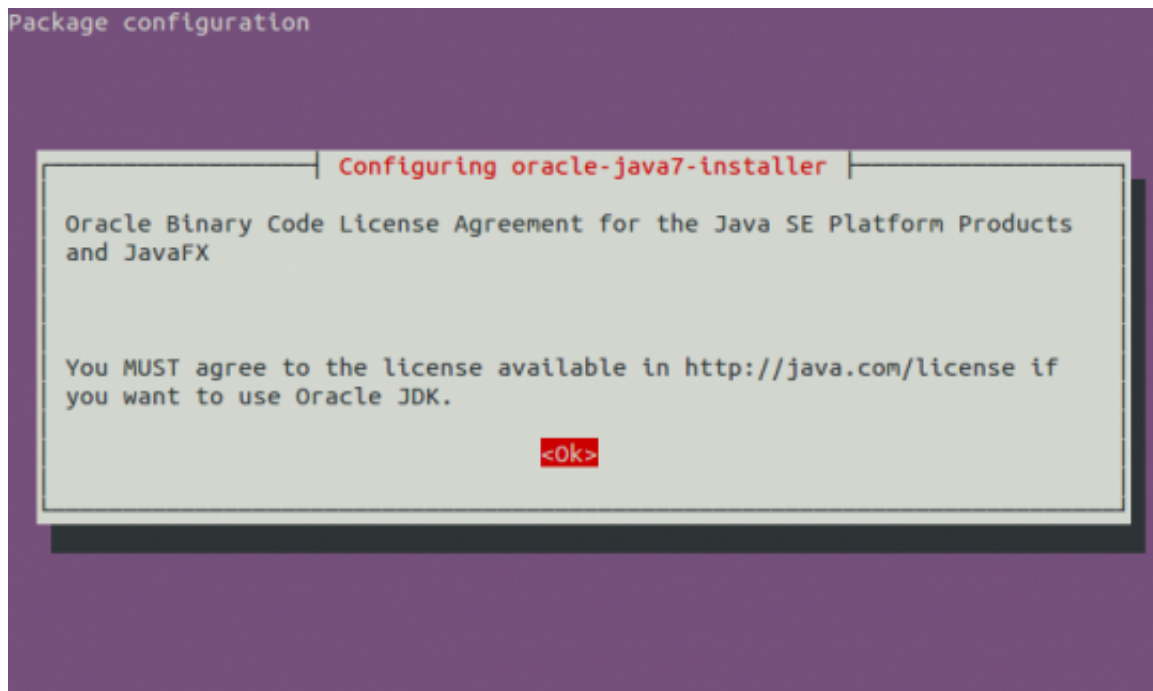 Package configuration
Configuring oracle-java7-installer
Oracle Binary Code License Agreement for the Java SE Platform Products
and JavaFX
You MUST agree to the license available in http://java.com/license if
you want to use Oracle JDK.
<Ok>